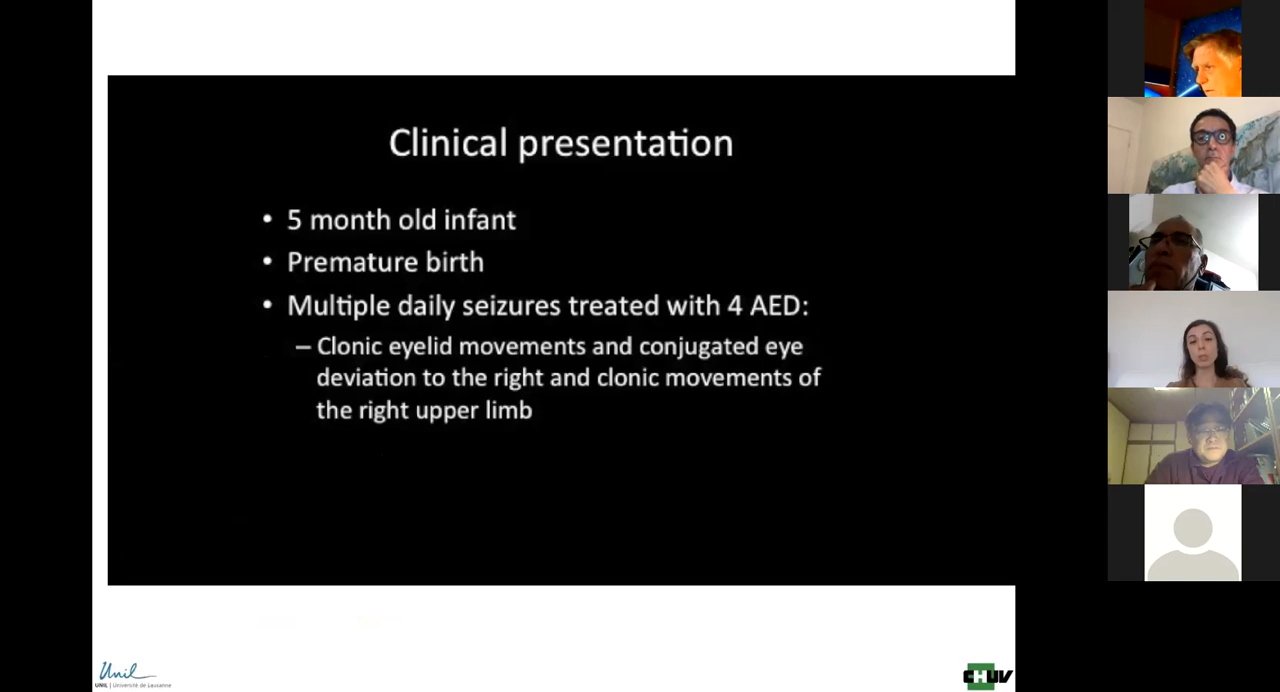 Clinical presentation
• 5 month old infant
• Premature birth
• Multiple daily seizures treated with 4 AED:
– Clonic eyelid movements and conjugated eye
deviation to the right and clonic movements of
the right upper limb
Unil
UNIL | Université de Lausanne
CHUV